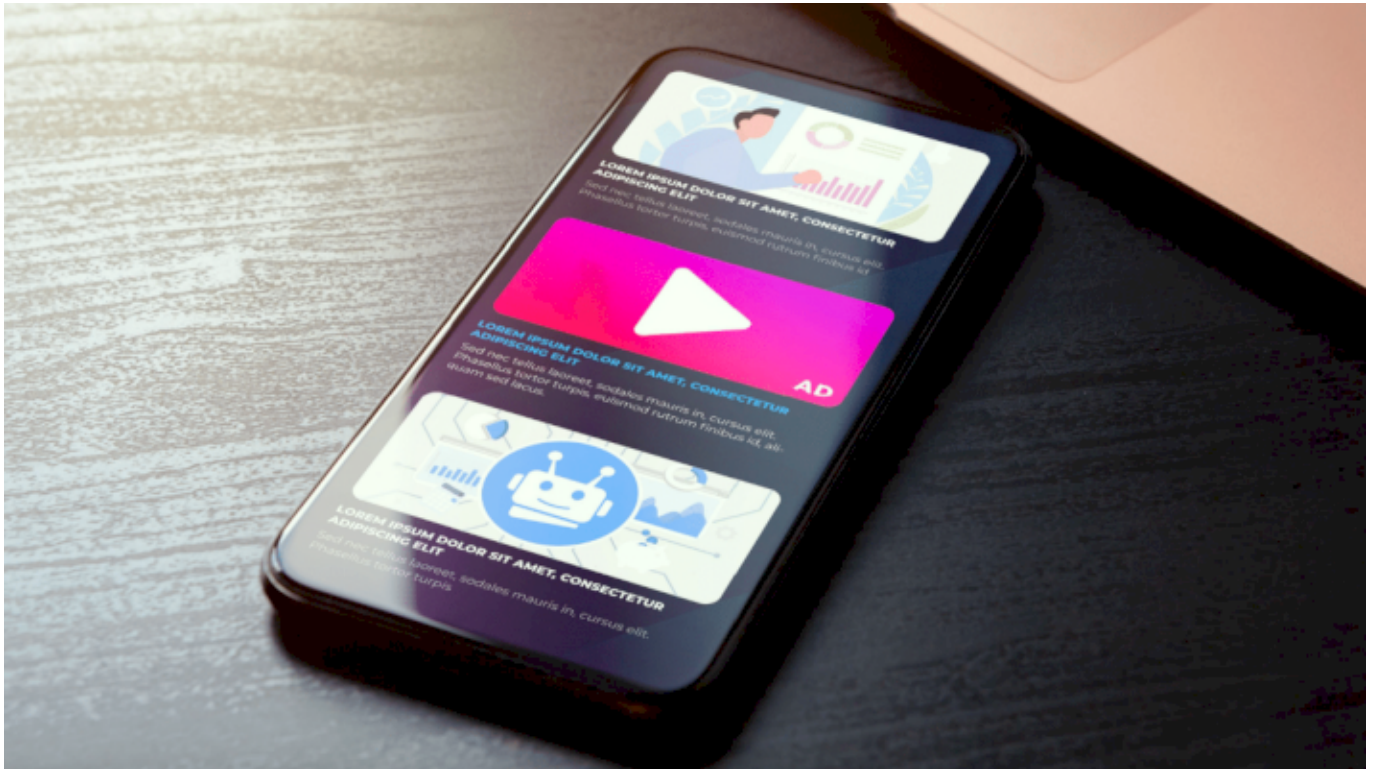 LOREM IPSUM DOLOR SIT AMET, CONSECTETUR
ADIPISCING ELIT
Sed nec tellus laoreet, sodales mauris in, cursus elit.
Phasellus tortor turpis, euismod rutrum finibus id
AD
LOREM IPSUM DOLOR SIT AMET, CONSECTETUR
ADIPISCING ELIT
Sed nec tellus laoreet, sodales mauris in, cursus elit.
Phasellus tortor turpis, euismod rutrum finibus id, ali-
quam sed lacus.
LOREM IPSUM DOLOR SIT AMET, CONSECTETUR
ADIPISCING ELIT
Sed nec tellus laoreet, sodales mauris in, cursus elit.
Phasellus tortor turpis